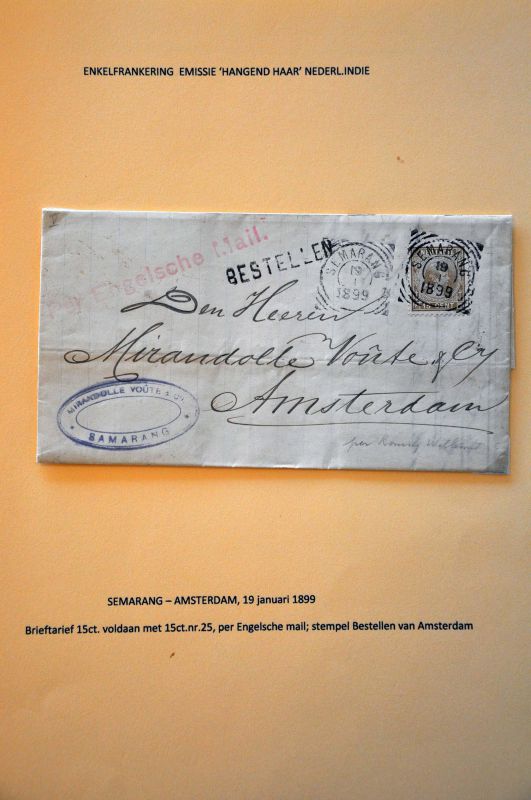 ENKELFRANKERING EMISSIE ‘HANGEND HAAR’ NEDERL.INDIE
per Engelsche Mail.
BESTELLEN
SEMARANG
19
1
1899
SEMARANG
19
1
1899
Den Heeren
Mirandolle Voûte & Cy
Amsterdam
MIRANDOLLE VOÛTE & Co.
SAMARANG
per
SEMARANG – AMSTERDAM, 19 januari 1899
Brieftarief 15ct. voldaan met 15ct.nr.25, per Engelsche mail; stempel Bestellen van Amsterdam